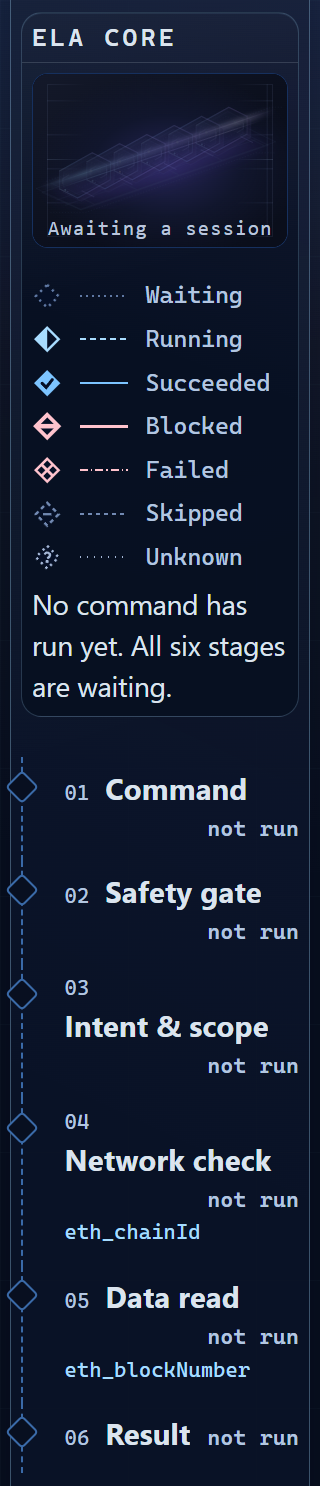 ELA CORE
Awaiting a session
Waiting
Running
Succeeded
Blocked
Failed
Skipped
? Unknown
No command has
run yet. All six stages
are waiting.
01 Command
not run
02 Safety gate
not run
03
Intent & scope
not run
04
Network check
not run
eth_chainId
05 Data read
not run
eth_blockNumber
06 Result not run